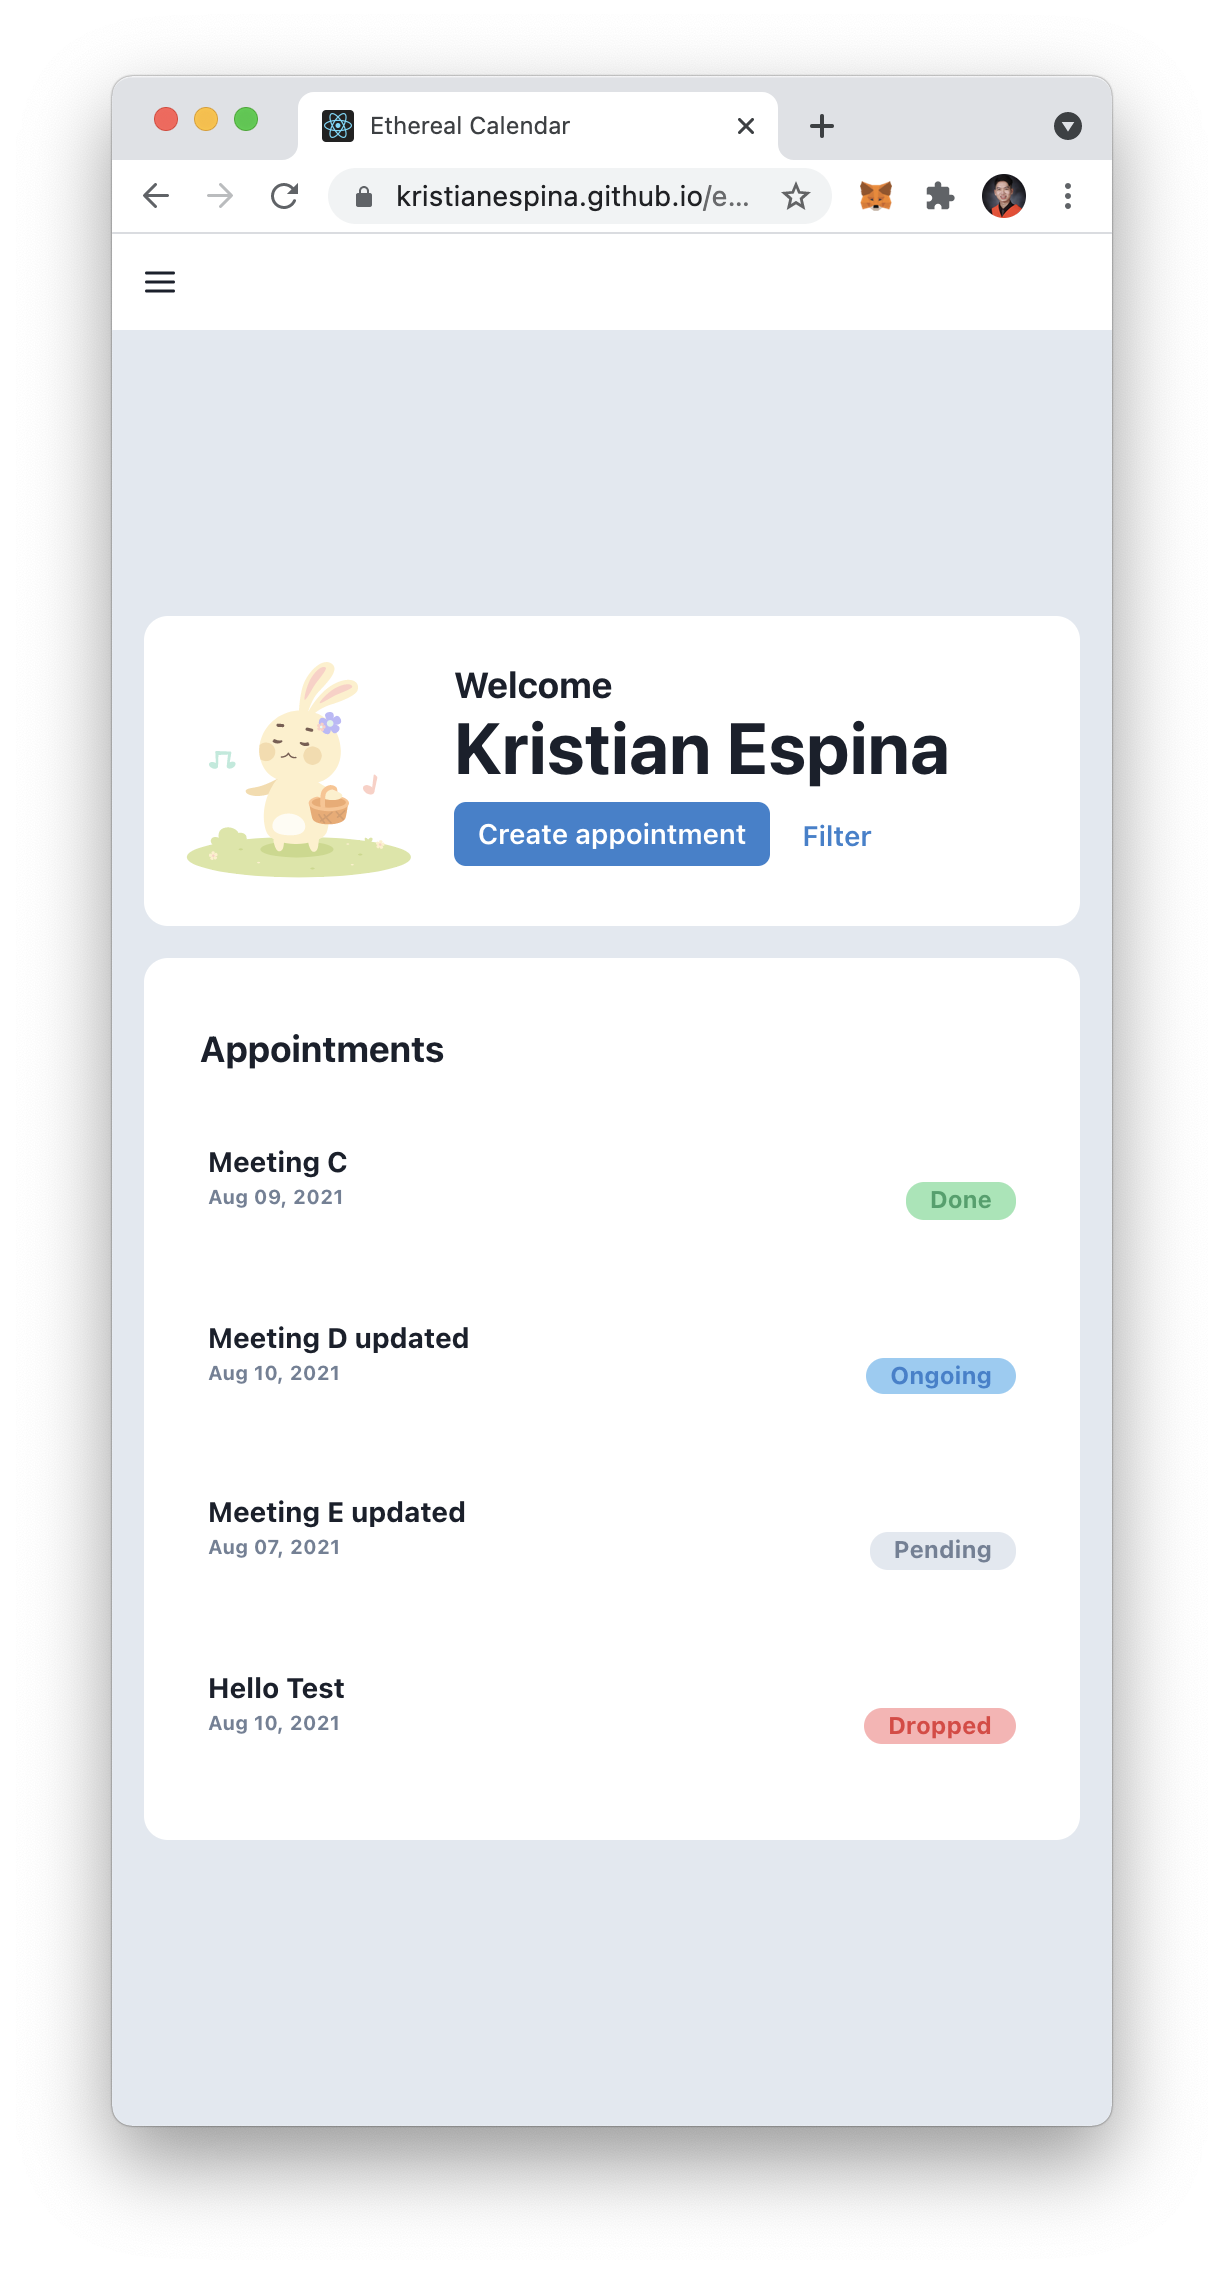 Ethereal Calendar
kristianespina.github.io/e...
Welcome
Kristian Espina
Create appointment
Filter
Appointments
Meeting C
Aug 09, 2021
Done
Meeting D updated
Aug 10, 2021
Ongoing
Meeting E updated
Aug 07, 2021
Pending
Hello Test
Aug 10, 2021
Dropped